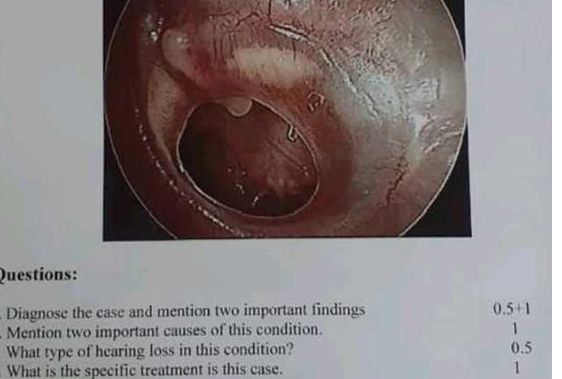 Questions:
Diagnose the case and mention two important findings 0.5+1
Mention two important causes of this condition. 1
What type of hearing loss in this condition? 0.5
What is the specific treatment is this case. 1